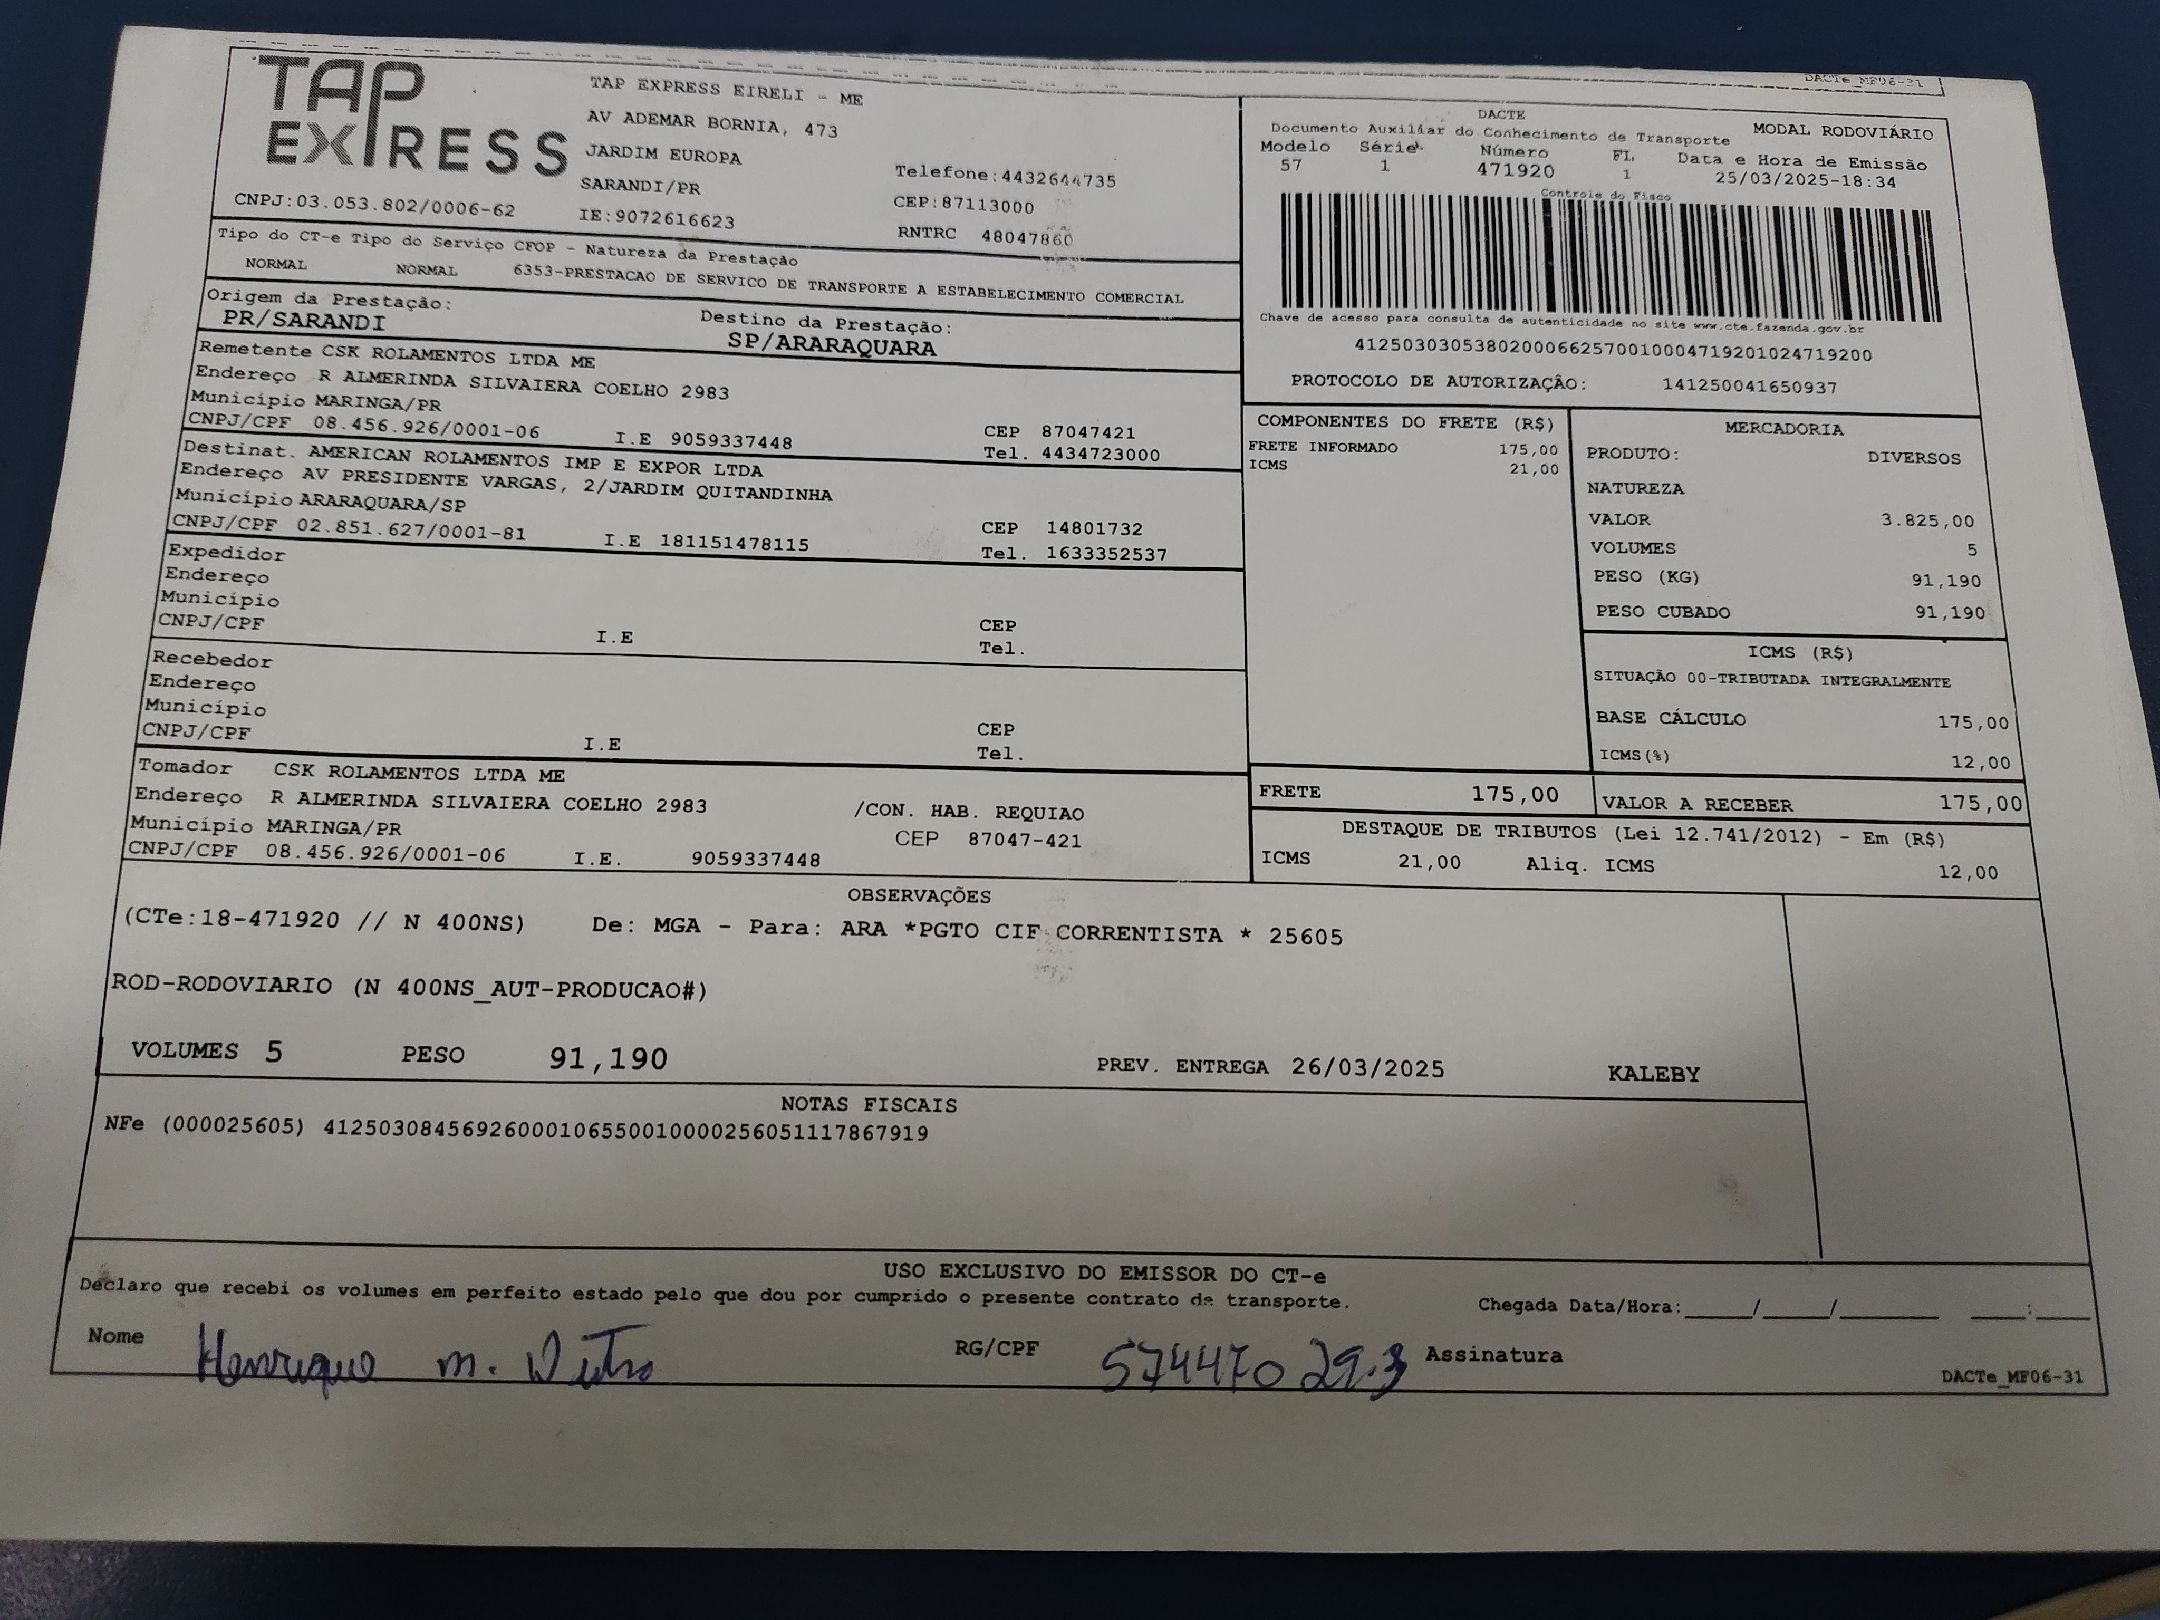 DACTe_MF06-31
TAP EXPRESS
TAP EXPRESS EIRELI - ME
AV ADEMAR BORNIA, 473
JARDIM EUROPA
SARANDI/PR
Telefone:4432644735
CEP:87113000
CNPJ:03.053.802/0006-62
IE:9072616623
RNTRC 48047860
Tipo do CT-e Tipo do Serviço CFOP - Natureza da Prestação
NORMAL NORMAL 6353-PRESTACAO DE SERVICO DE TRANSPORTE A ESTABELECIMENTO COMERCIAL
DACTE
Documento Auxiliar do Conhecimento de Transporte MODAL RODOVIÁRIO
Modelo Série Número FL Data e Hora de Emissão
57 1 471920 1 25/03/2025-18:34
Controle do Fisco
Chave de acesso para consulta de autenticidade no site www.cte.fazenda.gov.br
41250303053802000662570010004719201024719200
PROTOCOLO DE AUTORIZAÇÃO: 141250041650937
Origem da Prestação: Destino da Prestação:
PR/SARANDI SP/ARARAQUARA
Remetente CSK ROLAMENTOS LTDA ME
Endereço R ALMERINDA SILVAIERA COELHO 2983
Município MARINGA/PR CEP 87047421
CNPJ/CPF 08.456.926/0001-06 I.E 9059337448 Tel. 4434723000
Destinat. AMERICAN ROLAMENTOS IMP E EXPOR LTDA
Endereço AV PRESIDENTE VARGAS, 2/JARDIM QUITANDINHA
Município ARARAQUARA/SP CEP 14801732
CNPJ/CPF 02.851.627/0001-81 I.E 181151478115 Tel. 1633352537
Expedidor
Endereço
Município CEP
CNPJ/CPF I.E Tel.
Recebedor
Endereço
Município CEP
CNPJ/CPF I.E Tel.
Tomador CSK ROLAMENTOS LTDA ME
Endereço R ALMERINDA SILVAIERA COELHO 2983 /CON. HAB. REQUIAO
Município MARINGA/PR CEP 87047-421
CNPJ/CPF 08.456.926/0001-06 I.E. 9059337448
COMPONENTES DO FRETE (R$)
FRETE INFORMADO 175,00
ICMS 21,00
MERCADORIA
PRODUTO: DIVERSOS
NATUREZA
VALOR 3.825,00
VOLUMES 5
PESO (KG) 91,190
PESO CUBADO 91,190
ICMS (R$)
SITUAÇÃO 00-TRIBUTADA INTEGRALMENTE
BASE CÁLCULO 175,00
ICMS(%) 12,00
FRETE 175,00 VALOR A RECEBER 175,00
DESTAQUE DE TRIBUTOS (Lei 12.741/2012) - Em (R$)
ICMS 21,00 Aliq. ICMS 12,00
OBSERVAÇÕES
(CTe:18-471920 // N 400NS) De: MGA - Para: ARA *PGTO CIF CORRENTISTA * 25605
ROD-RODOVIARIO (N 400NS_AUT-PRODUCAO#)
VOLUMES 5 PESO 91,190 PREV. ENTREGA 26/03/2025 KALEBY
NOTAS FISCAIS
NFe (000025605) 41250308456926000106550010000256051117867919
USO EXCLUSIVO DO EMISSOR DO CT-e
Declaro que recebi os volumes em perfeito estado pelo que dou por cumprido o presente contrato de transporte. Chegada Data/Hora:____/____/______ ___:___
Nome Henrique m. RG/CPF 57447029.3 Assinatura
DACTe_MF06-31